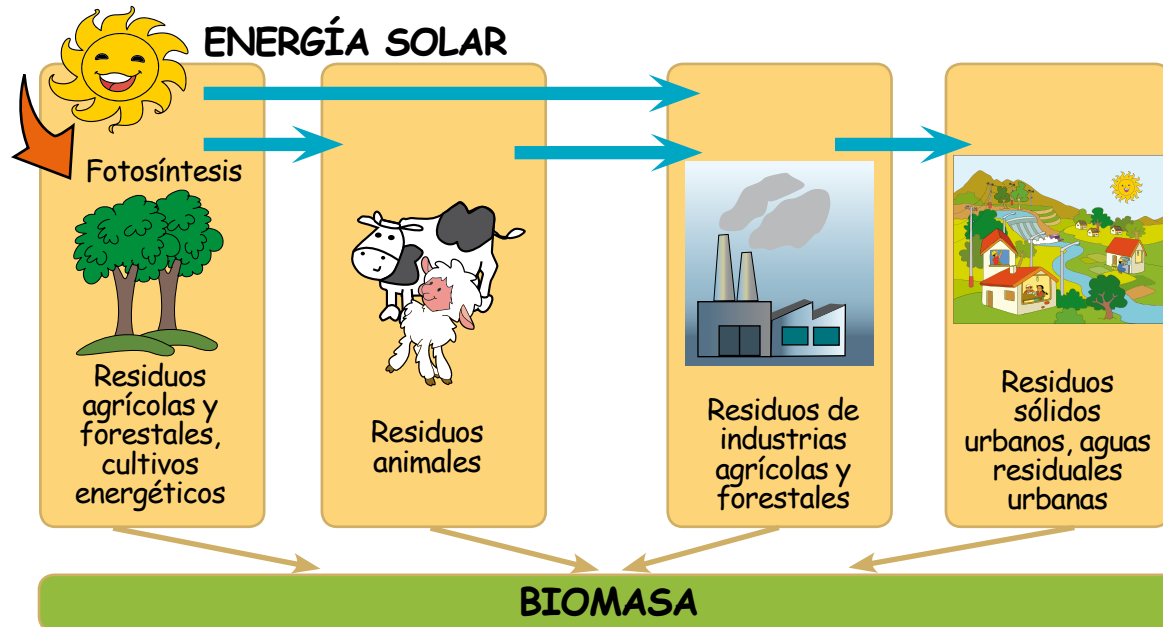 ENERGÍA SOLAR
Fotosíntesis
Residuos
agrícolas y
forestales,
cultivos
energéticos
Residuos
animales
Residuos de
industrias
agrícolas y
forestales
Residuos
sólidos
urbanos, aguas
residuales
urbanas
BIOMASA